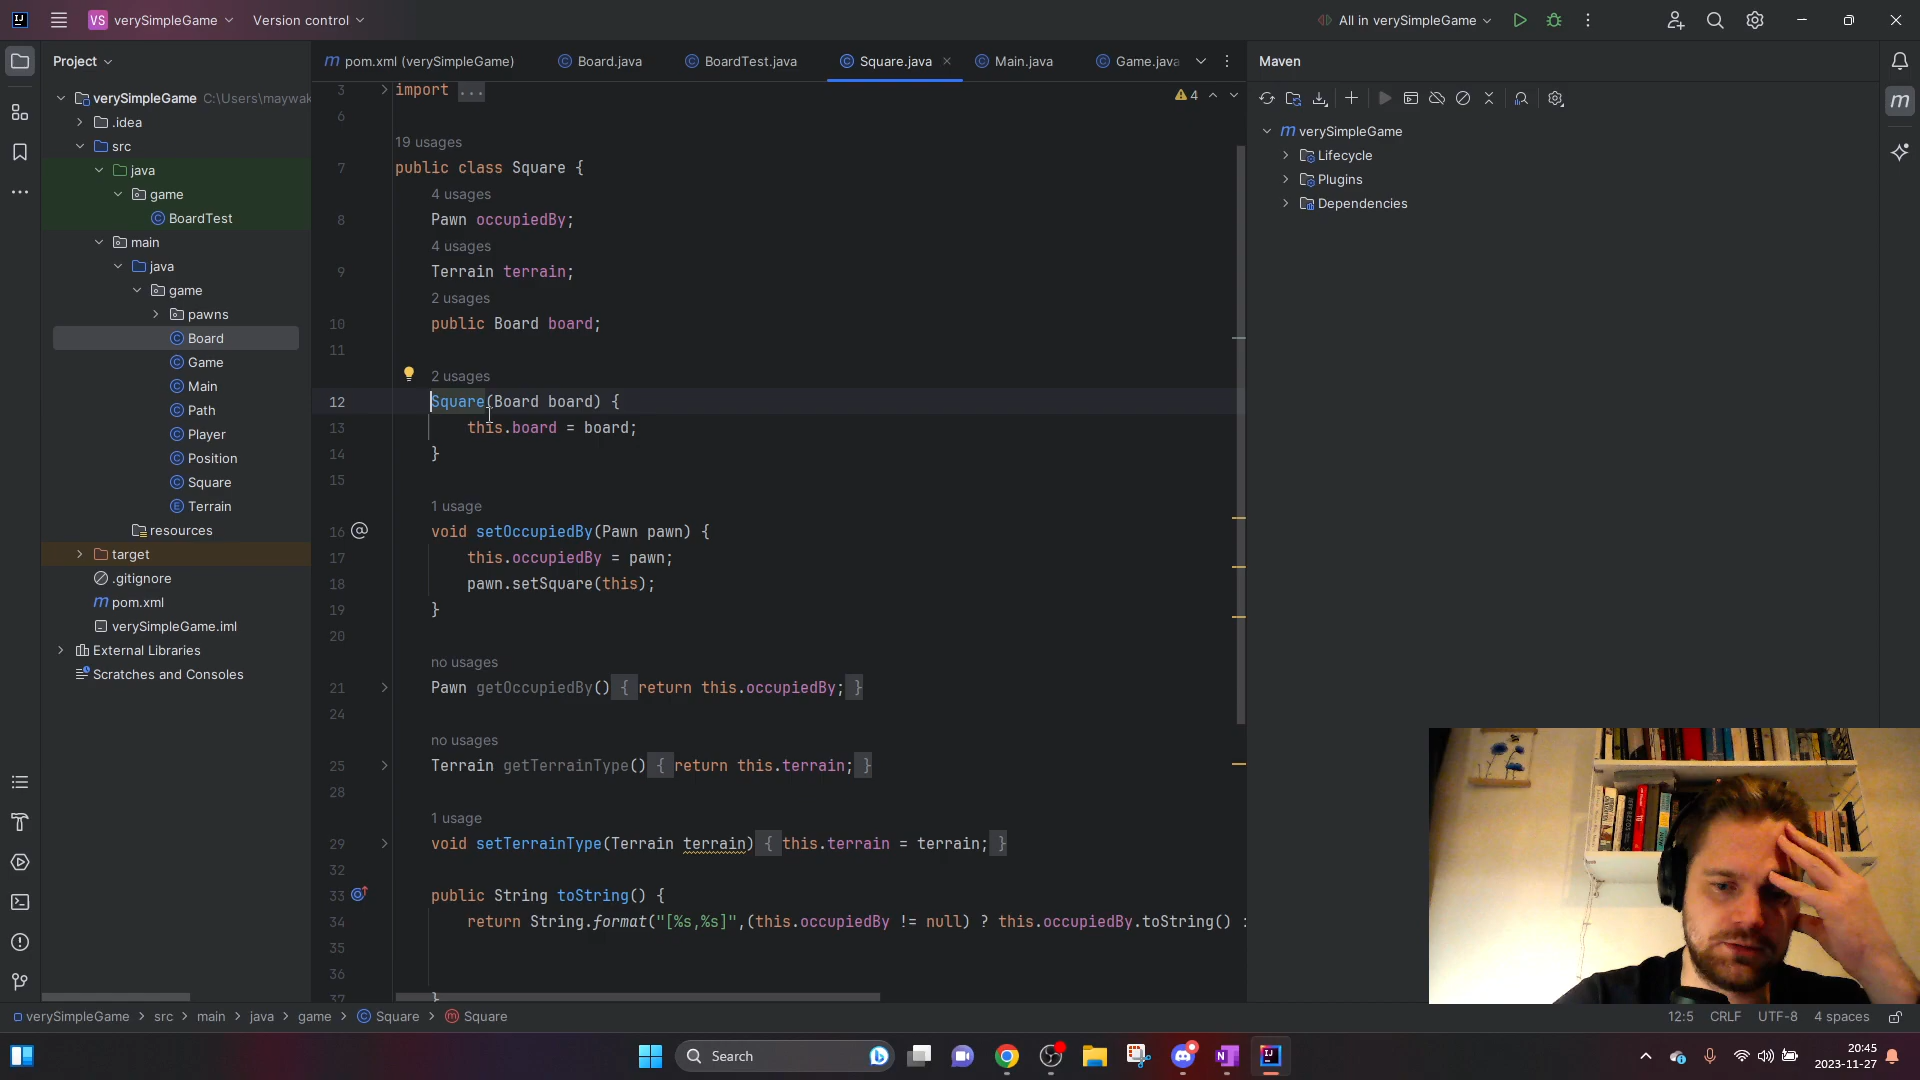 VS verySimpleGame Version control
All in verySimpleGame
Project
pom.xml (verySimpleGame) Board.java BoardTest.java Square.java Main.java Game.java
Maven
verySimpleGame C:\Users\maywak
.idea
src
java
game
BoardTest
main
java
game
pawns
Board
Game
Main
Path
Player
Position
Square
Terrain
resources
target
.gitignore
pom.xml
verySimpleGame.iml
External Libraries
Scratches and Consoles
4
3 import ...
6
19 usages
7 public class Square {
4 usages
8 Pawn occupiedBy;
4 usages
9 Terrain terrain;
2 usages
10 public Board board;
11
2 usages
12 Square(Board board) {
13 this.board = board;
14 }
15
1 usage
16 void setOccupiedBy(Pawn pawn) {
17 this.occupiedBy = pawn;
18 pawn.setSquare(this);
19 }
20
no usages
21 Pawn getOccupiedBy() { return this.occupiedBy; }
24
no usages
25 Terrain getTerrainType() { return this.terrain; }
28
1 usage
29 void setTerrainType(Terrain terrain) { this.terrain = terrain; }
32
33 public String toString() {
34 return String.format("[%s,%s]",(this.occupiedBy != null) ? this.occupiedBy.toString() :
35
36
37 }
verySimpleGame
Lifecycle
Plugins
Dependencies
verySimpleGame > src > main > java > game > Square > Square
12:5 CRLF UTF-8 4 spaces
Search
20:45
2023-11-27